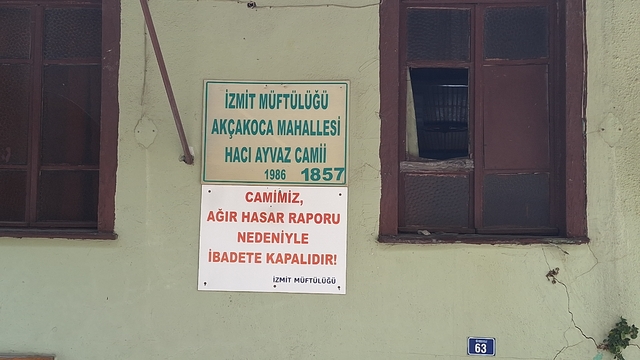 İZMİT MÜFTÜLÜĞÜ
AKÇAKOCA MAHALLESİ
HACI AYVAZ CAMİİ
1986 1857
CAMİMİZ,
AĞIR HASAR RAPORU
NEDENİYLE
İBADETE KAPALIDIR!
İZMİT MÜFTÜLÜĞÜ
63